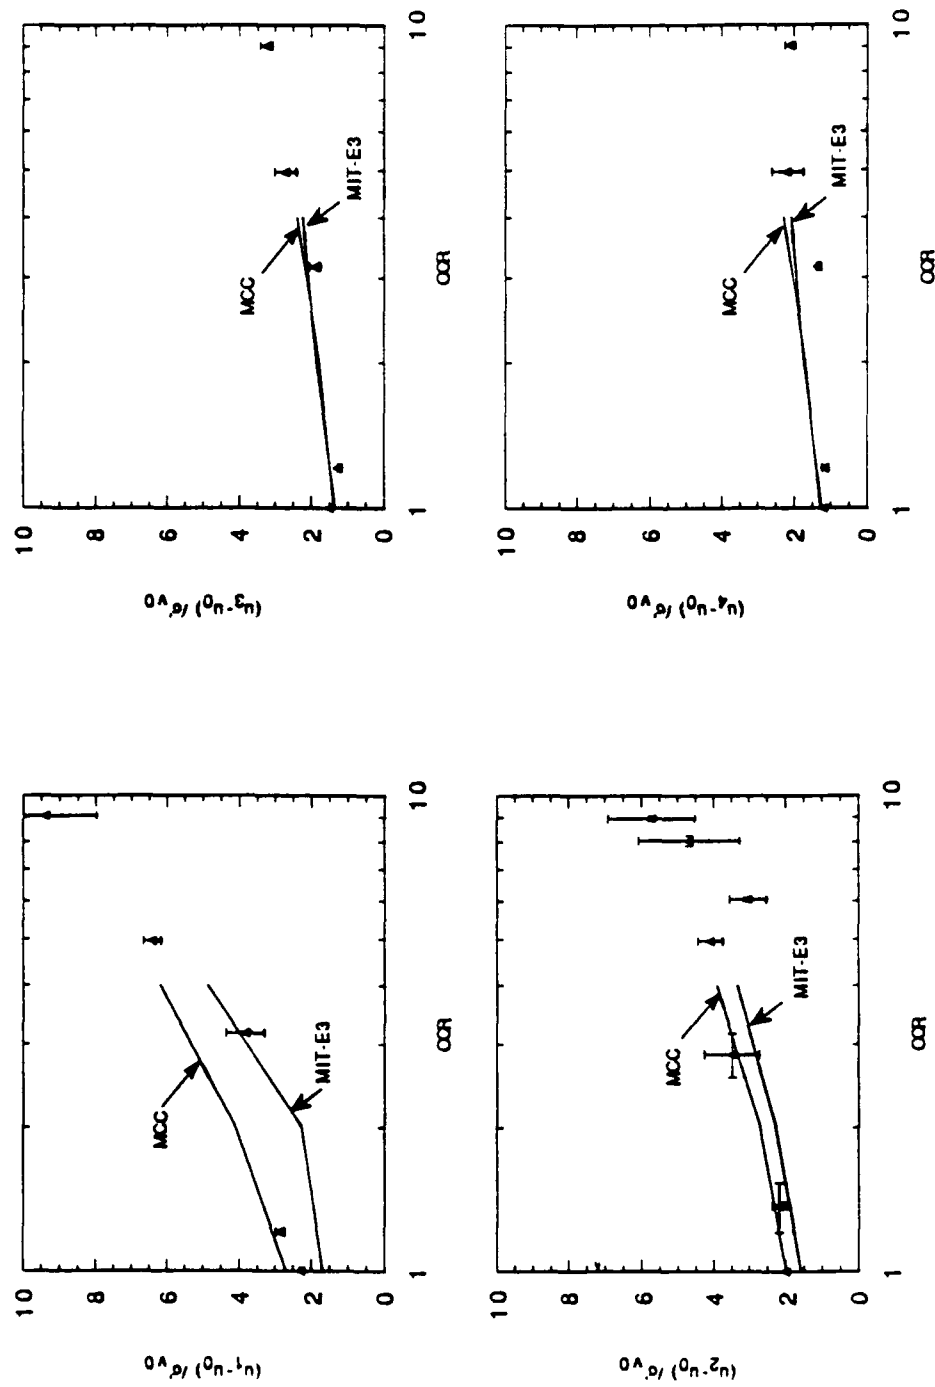 (u₁-u₀) /σ'v0
10
8
6
4
2
0
MCC
MIT-E3
1
10
OCR
(u₃-u₀) /σ'v0
10
8
6
4
2
0
MCC
MIT-E3
1
10
OCR
(u₂-u₀) /σ'v0
10
8
6
4
2
0
MCC
MIT-E3
1
10
OCR
(u₄-u₀) /σ'v0
10
8
6
4
2
0
MCC
MIT-E3
1
10
OCR